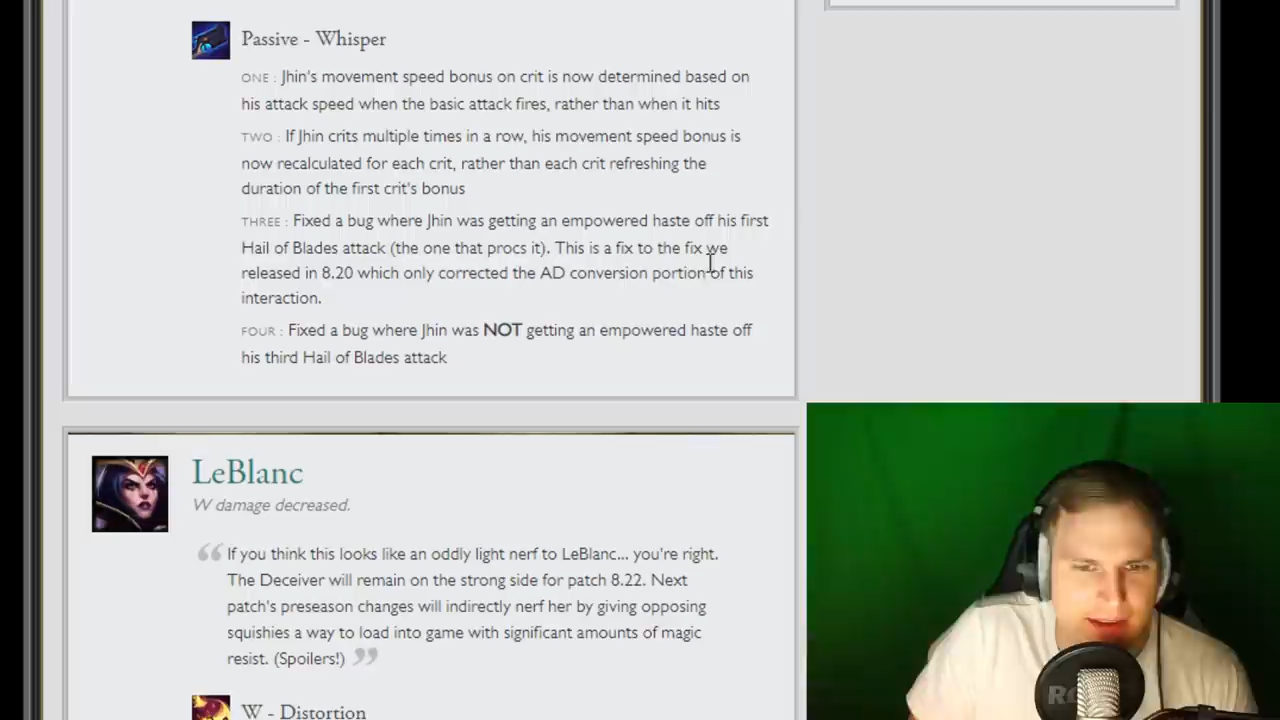 Passive - Whisper
ONE : Jhin's movement speed bonus on crit is now determined based on
his attack speed when the basic attack fires, rather than when it hits
TWO : If Jhin crits multiple times in a row, his movement speed bonus is
now recalculated for each crit, rather than each crit refreshing the
duration of the first crit's bonus
THREE : Fixed a bug where Jhin was getting an empowered haste off his first
Hail of Blades attack (the one that procs it). This is a fix to the fix we
released in 8.20 which only corrected the AD conversion portion of this
interaction.
FOUR : Fixed a bug where Jhin was NOT getting an empowered haste off
his third Hail of Blades attack
LeBlanc
W damage decreased.
“ If you think this looks like an oddly light nerf to LeBlanc... you're right.
The Deceiver will remain on the strong side for patch 8.22. Next
patch's preseason changes will indirectly nerf her by giving opposing
squishies a way to load into game with significant amounts of magic
resist. (Spoilers!) ”
W - Distortion